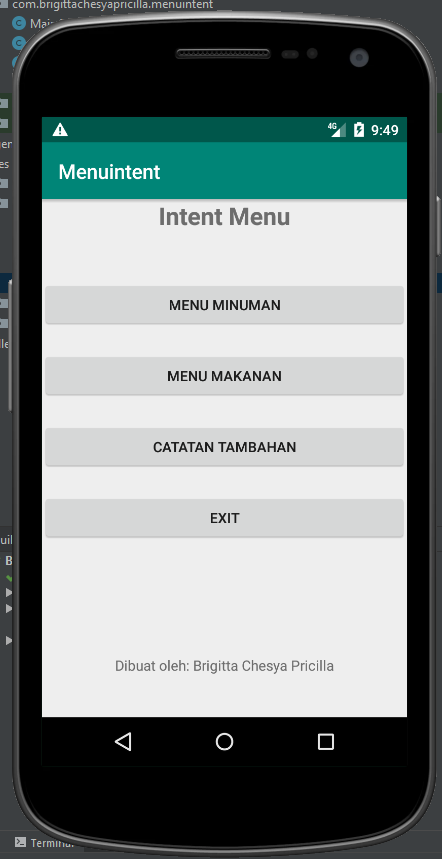 com.brigittachesyapricilla.menuintent
4G 9:49
Menuintent
Intent Menu
MENU MINUMAN
MENU MAKANAN
CATATAN TAMBAHAN
EXIT
Dibuat oleh: Brigitta Chesya Pricilla
Terminal